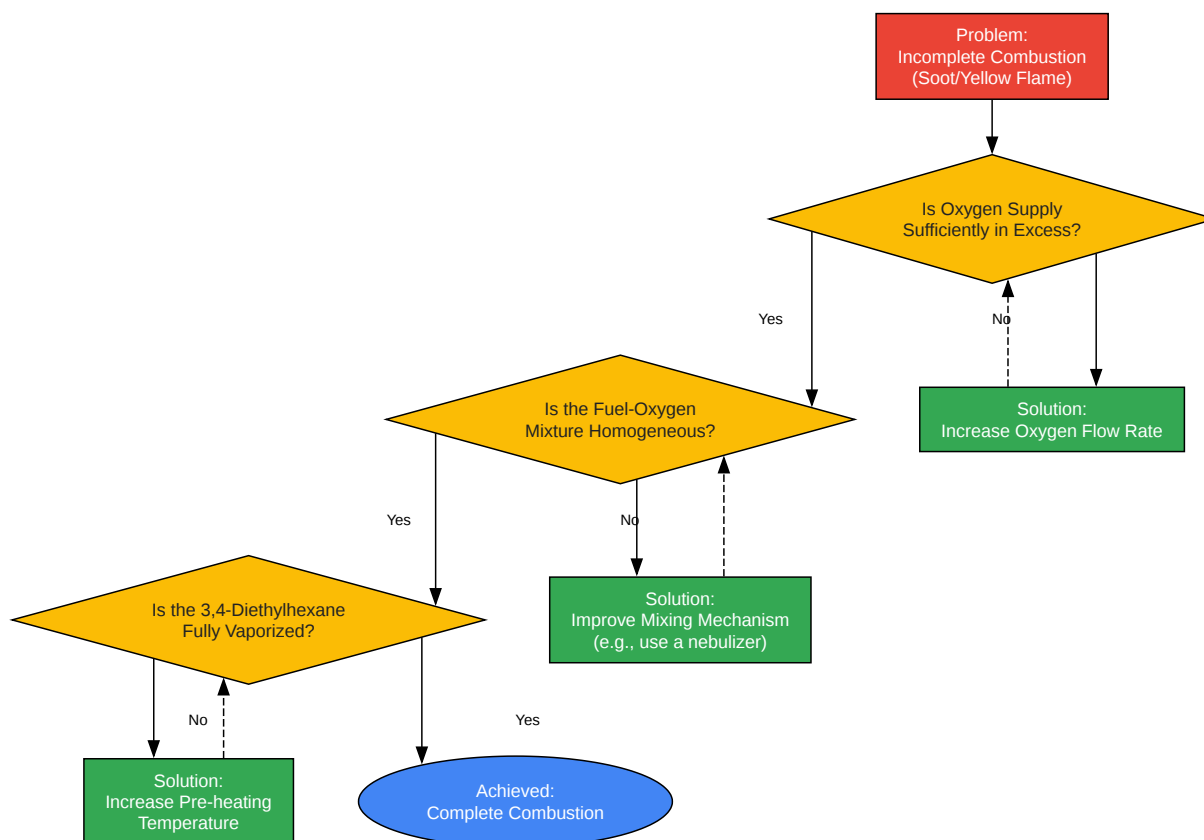 Problem:
Incomplete Combustion
(Soot/Yellow Flame)
Is Oxygen Supply
Sufficiently in Excess?
Yes
No
Solution:
Increase Oxygen Flow Rate
Is the Fuel-Oxygen
Mixture Homogeneous?
Yes
No
Solution:
Improve Mixing Mechanism
(e.g., use a nebulizer)
Is the 3,4-Diethylhexane
Fully Vaporized?
No
Yes
Solution:
Increase Pre-heating
Temperature
Achieved:
Complete Combustion